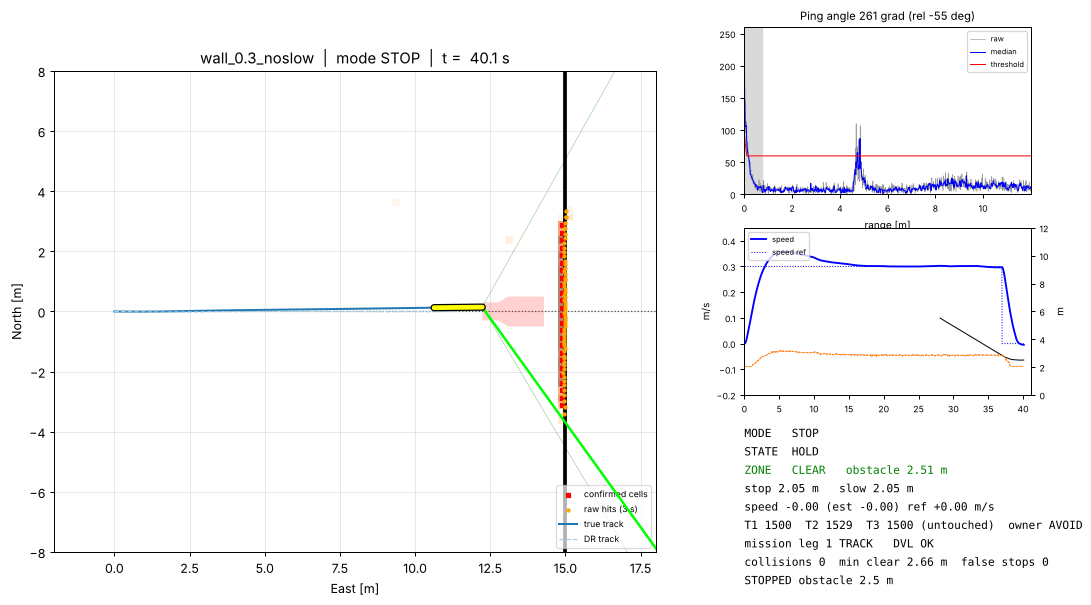 wall_0.3_noslow | mode STOP | t = 40.1 s
8
6
4
2
0
−2
−4
−6
−8
North [m]
0.0 2.5 5.0 7.5 10.0 12.5 15.0 17.5
East [m]
confirmed cells
raw hits (3 s)
true track
DR track
Ping angle 261 grad (rel -55 deg)
250
200
150
100
50
0
raw
median
threshold
0 2 4 6 8 10
range [m]
0.4
0.3
0.2
0.1
0.0
−0.1
−0.2
m/s
speed
speed ref
12
10
8
6
4
2
0
m
0 5 10 15 20 25 30 35 40
MODE STOP
STATE HOLD
ZONE CLEAR obstacle 2.51 m
stop 2.05 m slow 2.05 m
speed -0.00 (est -0.00) ref +0.00 m/s
T1 1500 T2 1529 T3 1500 (untouched) owner AVOID
mission leg 1 TRACK DVL OK
collisions 0 min clear 2.66 m false stops 0
STOPPED obstacle 2.5 m